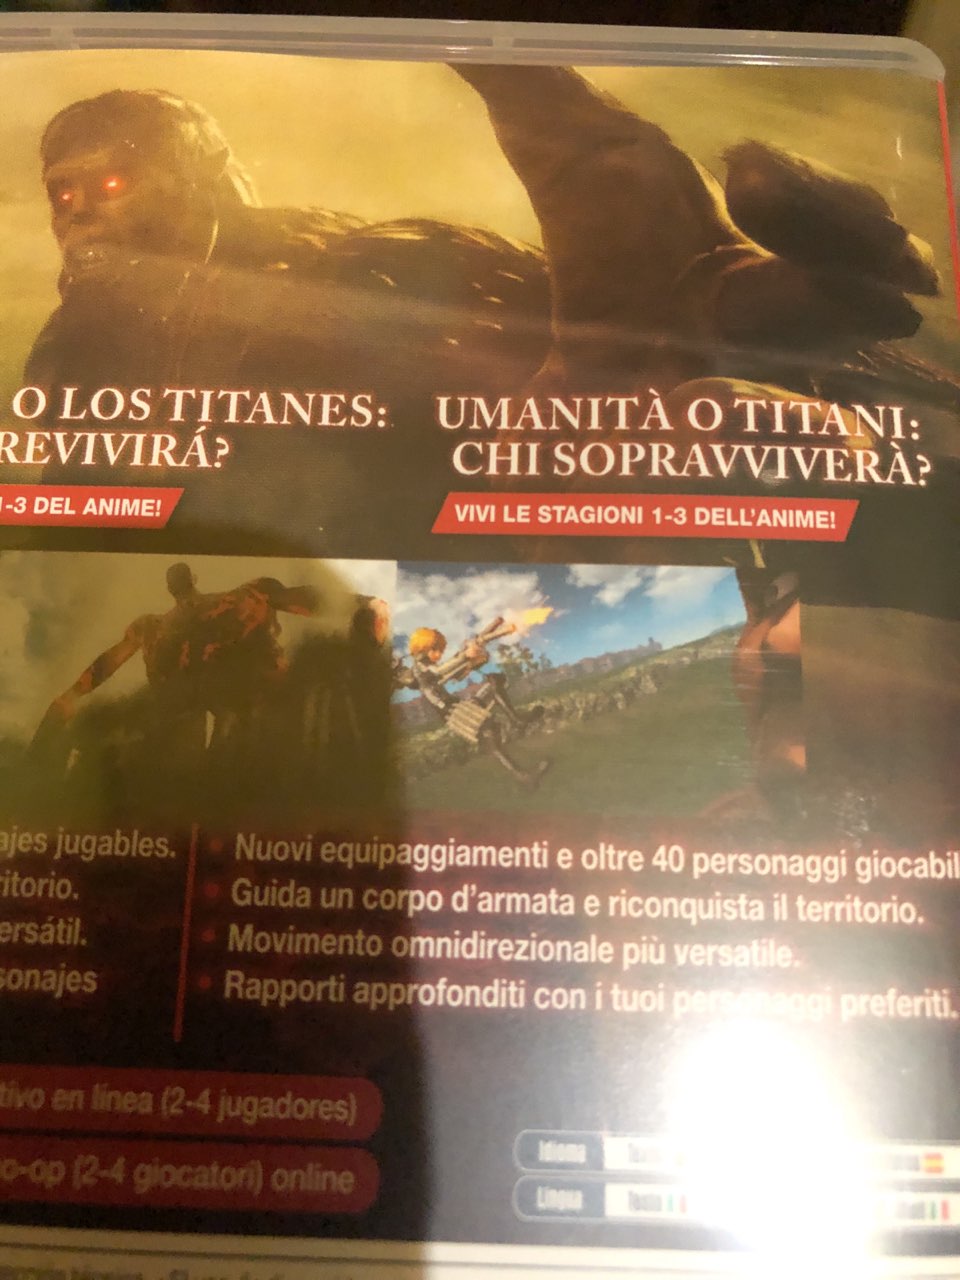 O LOS TITANES:
REVIVIRÁ?
1-3 DEL ANIME!
UMANITÀ O TITANI:
CHI SOPRAVVIVERÀ?
VIVI LE STAGIONI 1-3 DELL'ANIME!
ajes jugables.
ritorio.
ersátil.
sonajes
Nuovi equipaggiamenti e oltre 40 personaggi giocabil
Guida un corpo d'armata e riconquista il territorio.
Movimento omnidirezionale più versatile.
Rapporti approfonditi con i tuoi personaggi preferiti.
tivo en línea (2-4 jugadores)
o-op (2-4 giocatori) online
Idioma
Lingua Testo